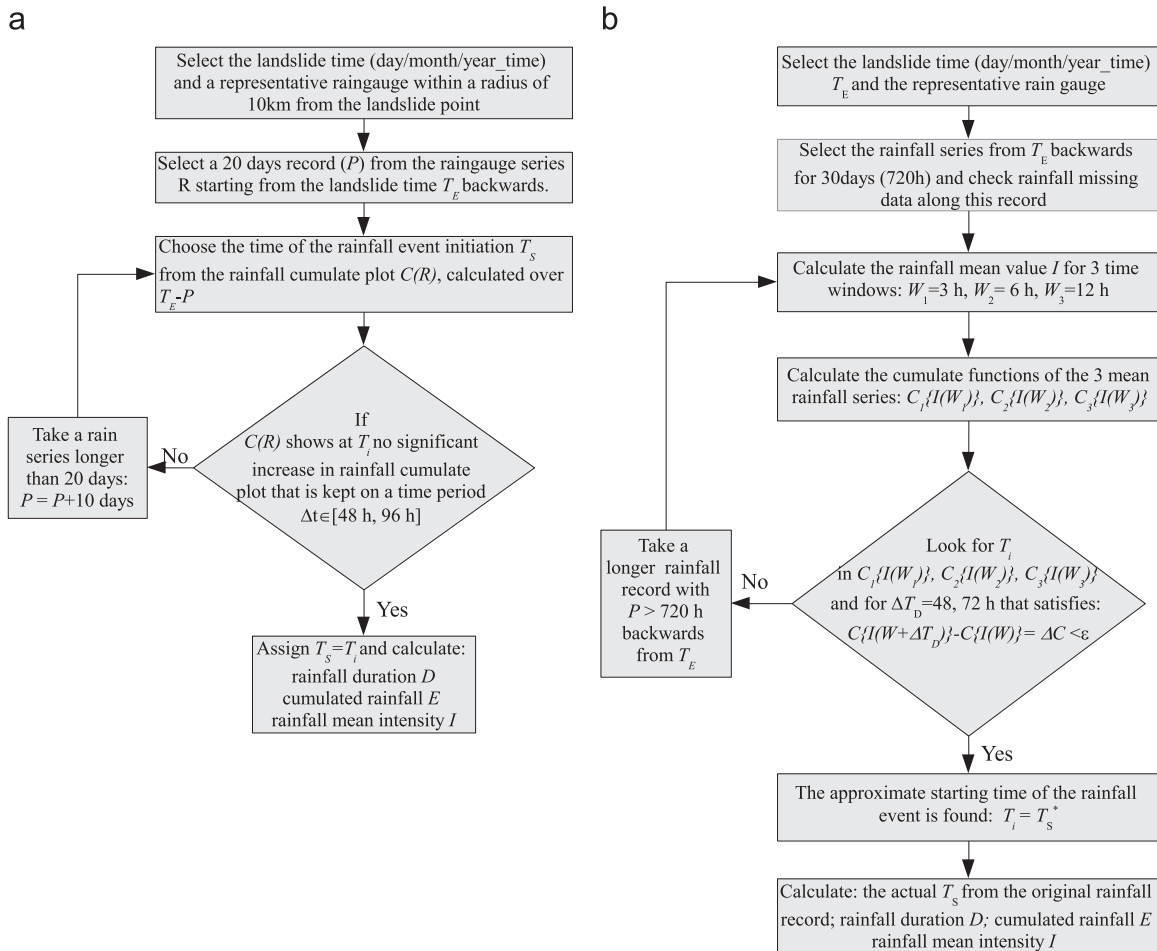 a
Select the landslide time (day/month/year_time)
and a representative raingauge within a radius of
10km from the landslide point
Select a 20 days record (P) from the raingauge series
R starting from the landslide time T_E backwards.
Choose the time of the rainfall event initiation T_S
from the rainfall cumulate plot C(R), calculated over
T_E-P
If
C(R) shows at T_i no significant
increase in rainfall cumulate
plot that is kept on a time period
Δt∈[48 h, 96 h]
No
Take a rain
series longer
than 20 days:
P = P+10 days
Yes
Assign T_S=T_i and calculate:
rainfall duration D
cumulated rainfall E
rainfall mean intensity I
b
Select the landslide time (day/month/year_time)
T_E and the representative rain gauge
Select the rainfall series from T_E backwards
for 30days (720h) and check rainfall missing
data along this record
Calculate the rainfall mean value I for 3 time
windows: W_1=3 h, W_2= 6 h, W_3=12 h
Calculate the cumulate functions of the 3 mean
rainfall series: C_1{I(W_1)}, C_2{I(W_2)}, C_3{I(W_3)}
Look for T_i
in C_1{I(W_1)}, C_2{I(W_2)}, C_3{I(W_3)}
and for ΔT_D=48, 72 h that satisfies:
C{I(W+ΔT_D)}-C{I(W)}= ΔC <ε
No
Take a
longer rainfall
record with
P > 720 h
backwards
from T_E
Yes
The approximate starting time of the rainfall
event is found: T_i = T_S*
Calculate: the actual T_S from the original rainfall
record; rainfall duration D; cumulated rainfall E
rainfall mean intensity I